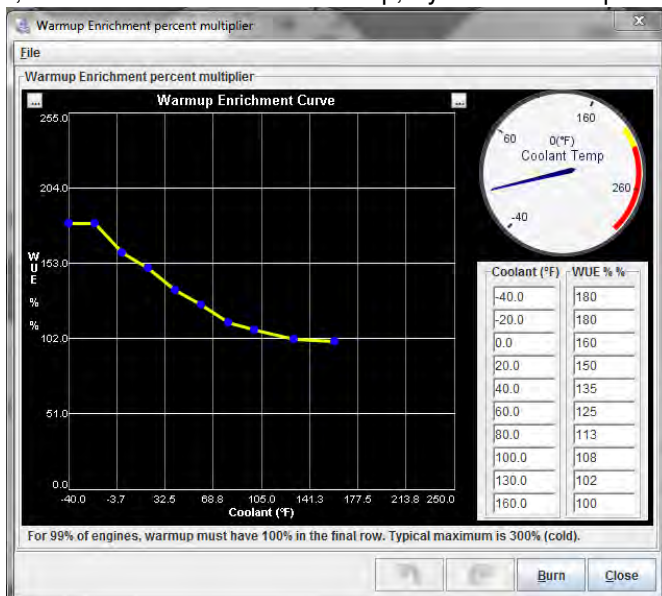 Warmup Enrichment percent multiplier
File
Warmup Enrichment percent multiplier
... Warmup Enrichment Curve ...
255.0
204.0
153.0
102.0
51.0
0.0
WUE % %
-40.0 -3.7 32.5 68.8 105.0 141.3 177.5 213.8 250.0
Coolant (°F)
160
60
0(°F)
Coolant Temp
260
-40
Coolant (°F) WUE % %
-40.0 180
-20.0 180
0.0 160
20.0 150
40.0 135
60.0 125
80.0 113
100.0 108
130.0 102
160.0 100
For 99% of engines, warmup must have 100% in the final row. Typical maximum is 300% (cold).
Burn Close